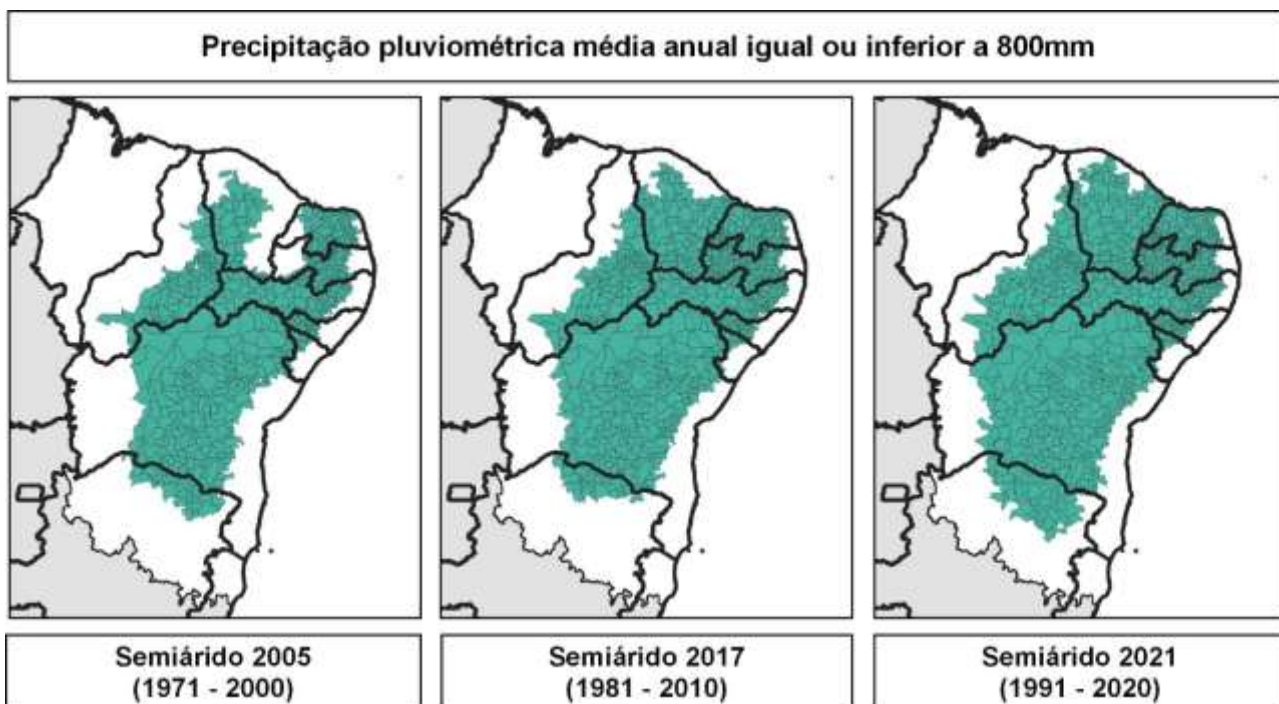 Precipitação pluviométrica média anual igual ou inferior a 800mm
Semiárido 2005
(1971 - 2000)
Semiárido 2017
(1981 - 2010)
Semiárido 2021
(1991 - 2020)